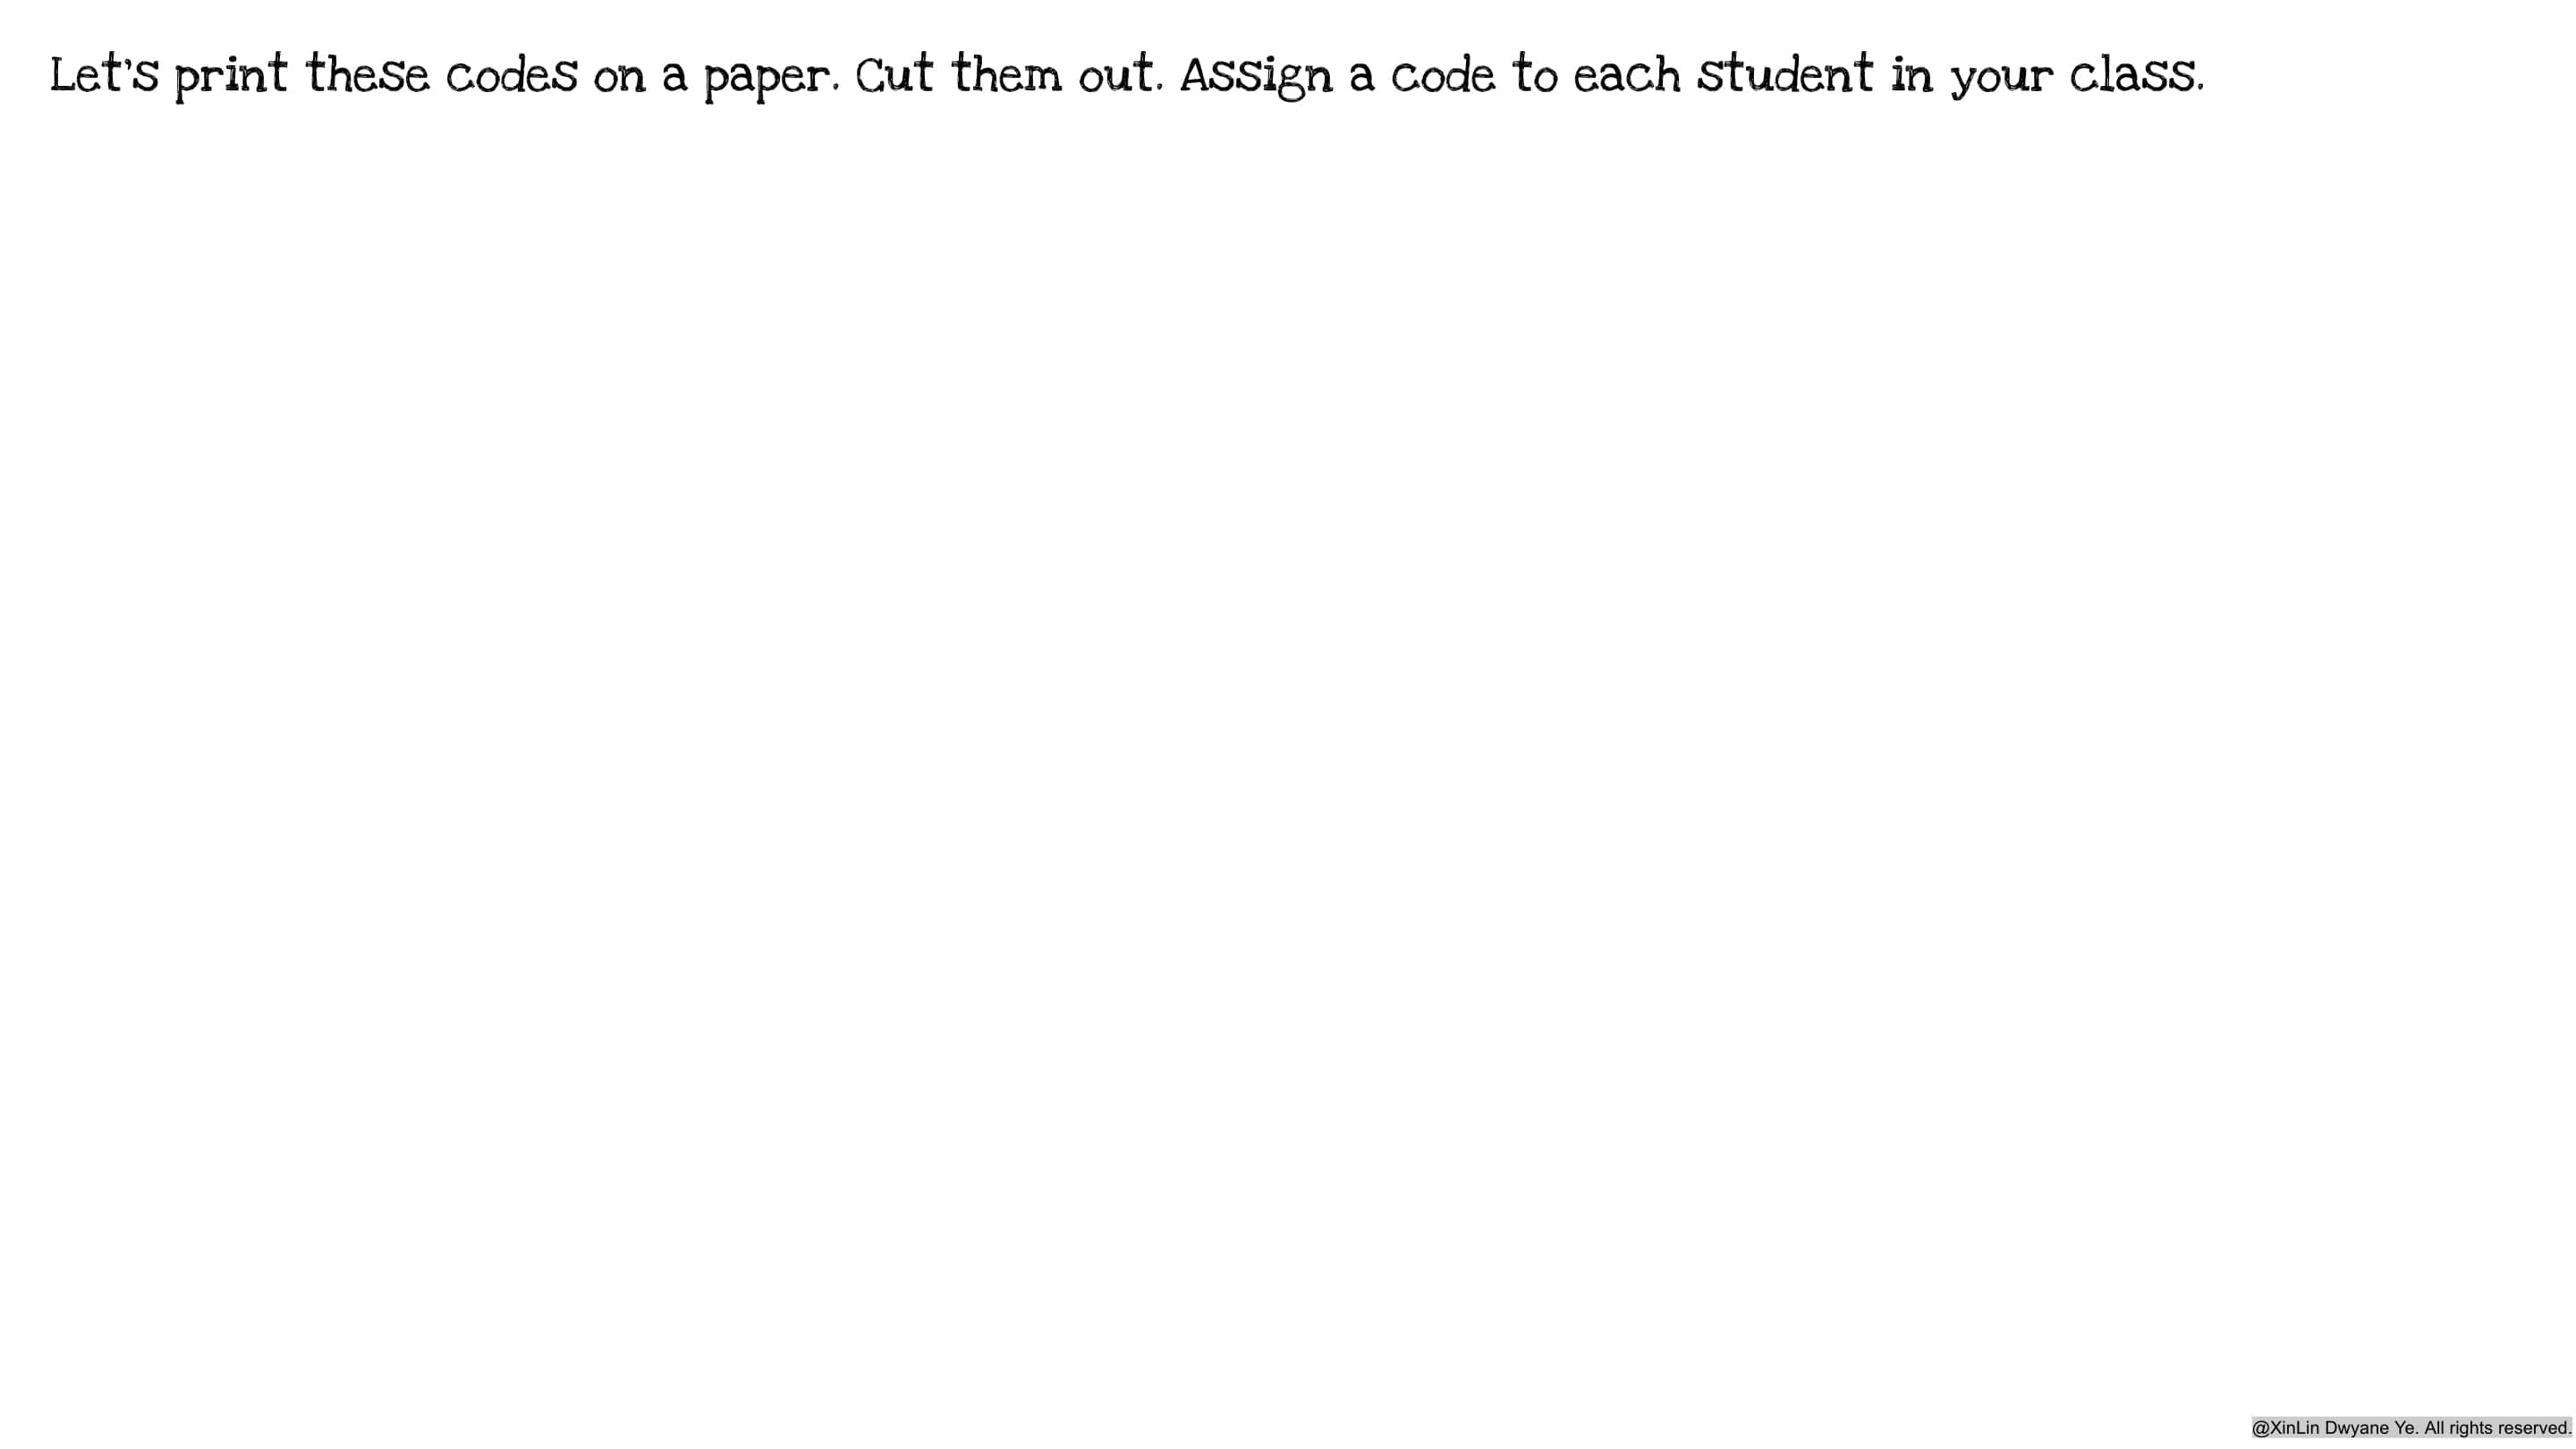 Let's print these codes on a paper. Cut them out. Assign a code to each student in your class.
@XinLin Dwyane Ye. All rights reserved.